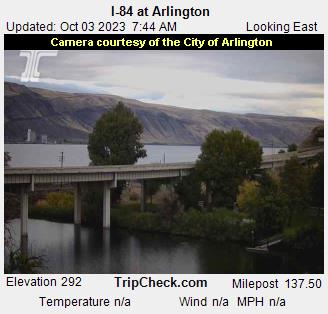 I-84 at Arlington
Updated: Oct 03 2023 7:44 AM Looking East
Camera courtesy of the City of Arlington
Elevation 292 TripCheck.com Milepost 137.50
Temperature n/a Wind n/a MPH n/a